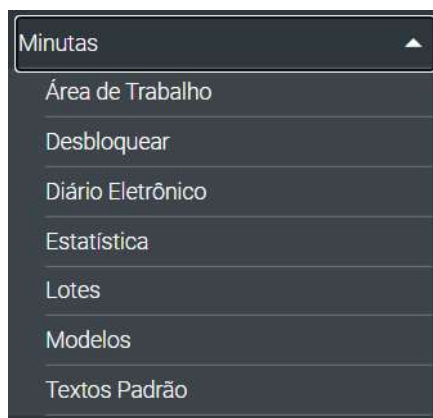 Minutas
Área de Trabalho
Desbloquear
Diário Eletrônico
Estatística
Lotes
Modelos
Textos Padrão